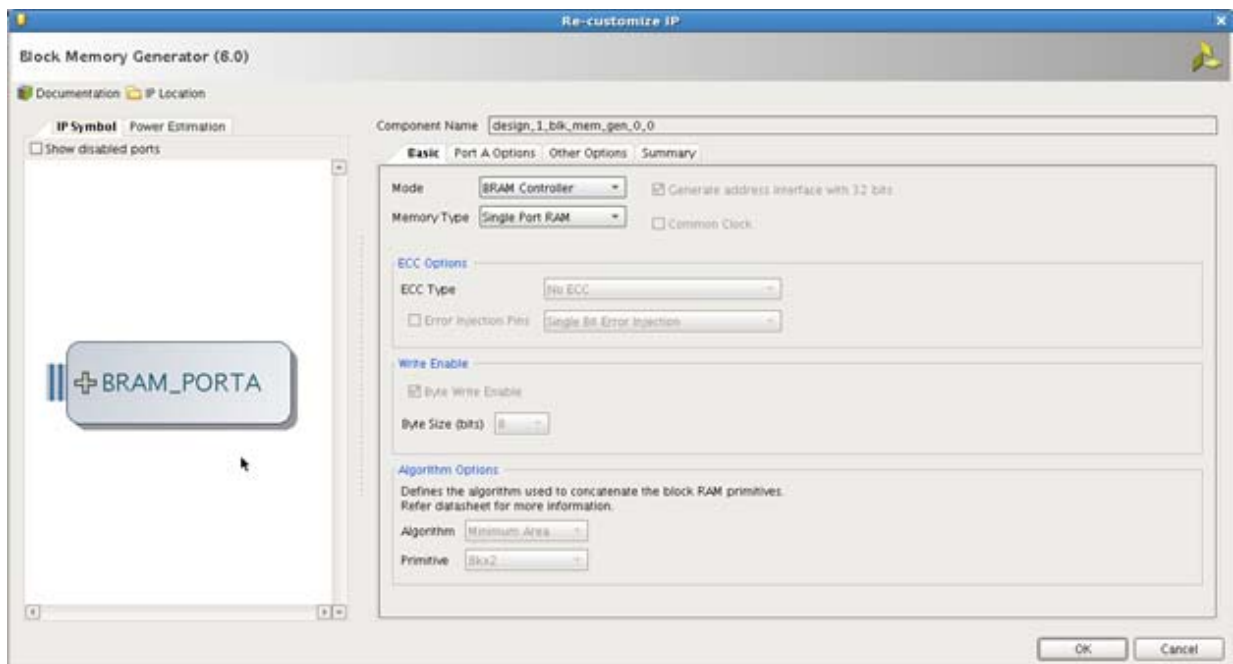 Re-customize IP
Block Memory Generator (8.0)
Documentation IP Location
IP Symbol Power Estimation
Show disabled ports
BRAM_PORTA
Component Name design_1_blk_mem_gen_0_0
Basic Port A Options Other Options Summary
Mode BRAM Controller Generate address interface with 32 bits
Memory Type Single Port RAM Common Clock
ECC Options
ECC Type No ECC
Error Injection Pins Single Bit Error Injection
Write Enable
Byte Write Enable
Byte Size (bits) 8
Algorithm Options
Defines the algorithm used to concatenate the block RAM primitives.
Refer datasheet for more information.
Algorithm Minimum Area
Primitive 8kx2
OK Cancel